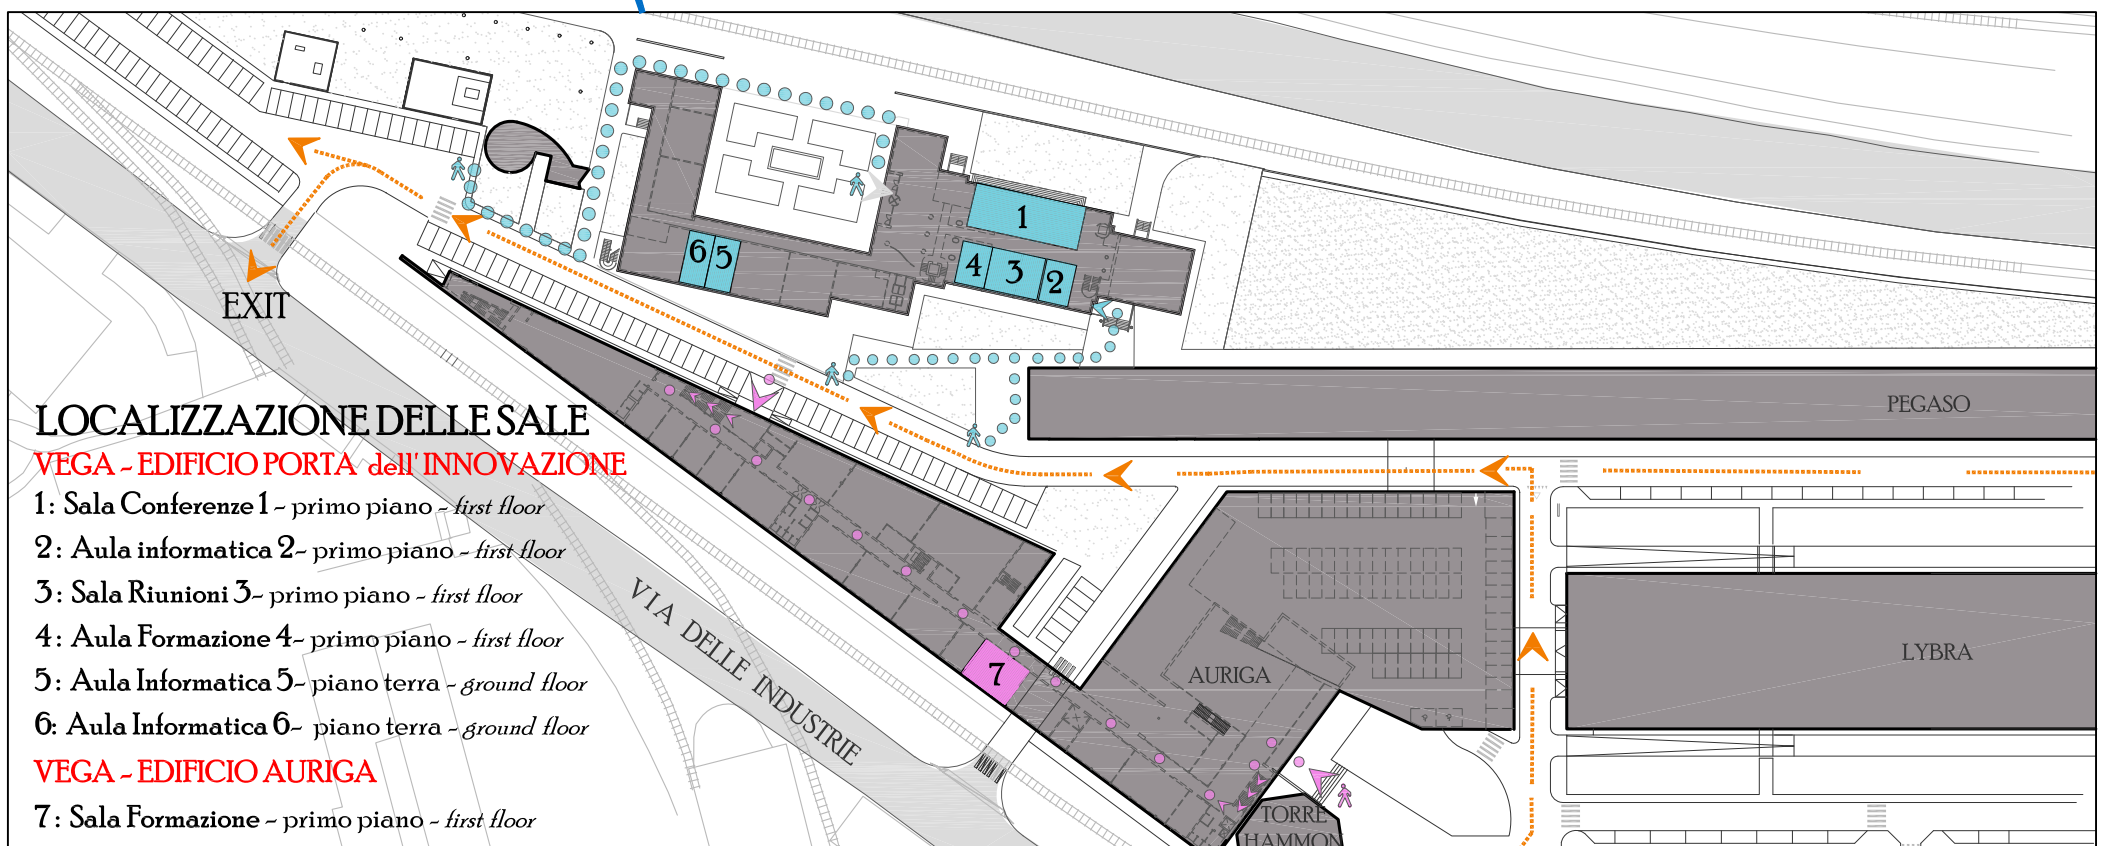 1
6
5
4
3
2
EXIT
PEGASO
LOCALIZZAZIONE DELLE SALE
VEGA - EDIFICIO PORTA dell' INNOVAZIONE
1: Sala Conferenze 1 - primo piano - first floor
2: Aula informatica 2- primo piano - first floor
3: Sala Riunioni 3- primo piano - first floor
4: Aula Formazione 4- primo piano - first floor
5: Aula Informatica 5- piano terra - ground floor
6: Aula Informatica 6- piano terra - ground floor
VEGA - EDIFICIO AURIGA
7: Sala Formazione - primo piano - first floor
VIA DELLE INDUSTRIE
7
AURIGA
LYBRA
TORRE
HAMMON